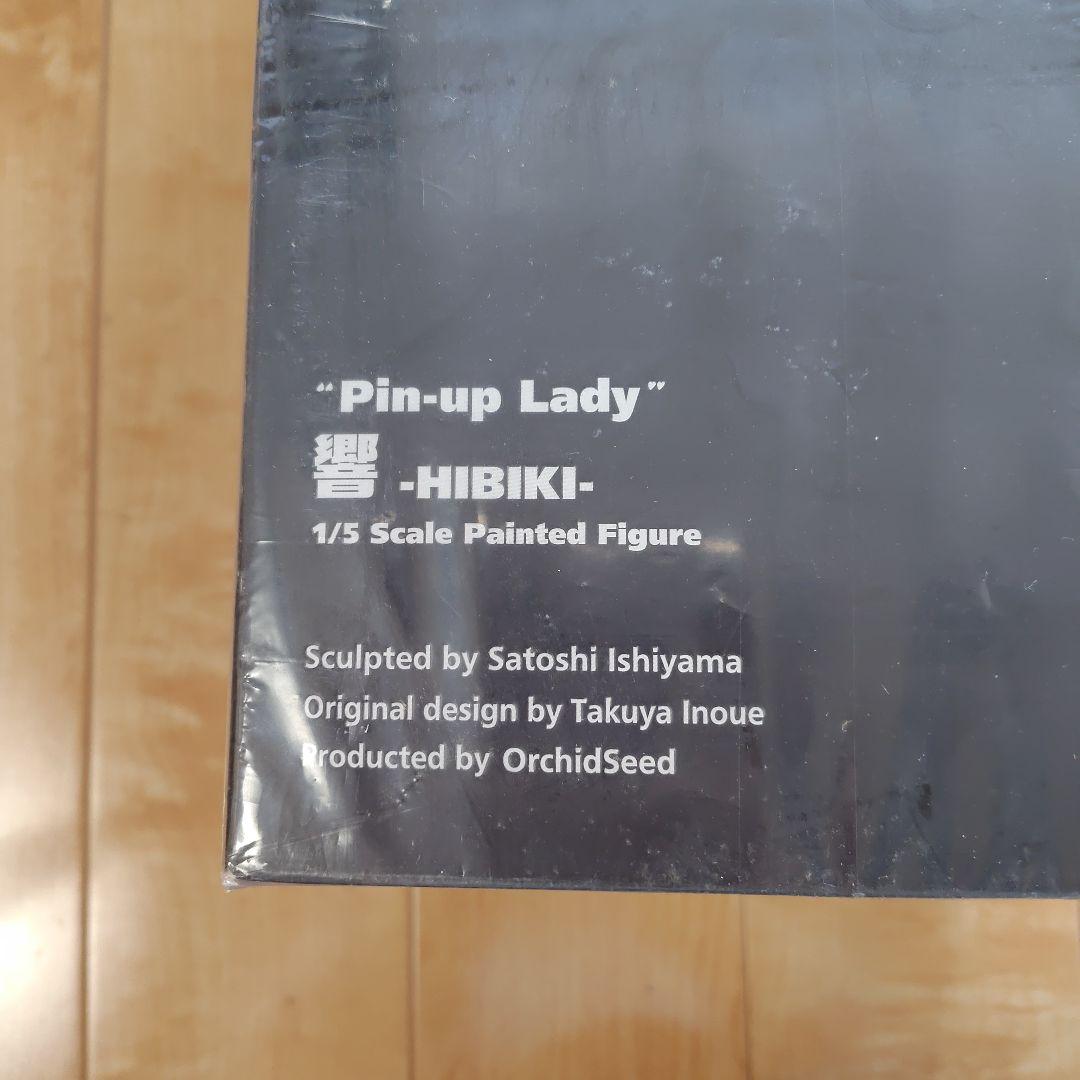 “Pin-up Lady”
響 -HIBIKI-
1/5 Scale Painted Figure
Sculpted by Satoshi Ishiyama
Original design by Takuya Inoue
Producted by OrchidSeed